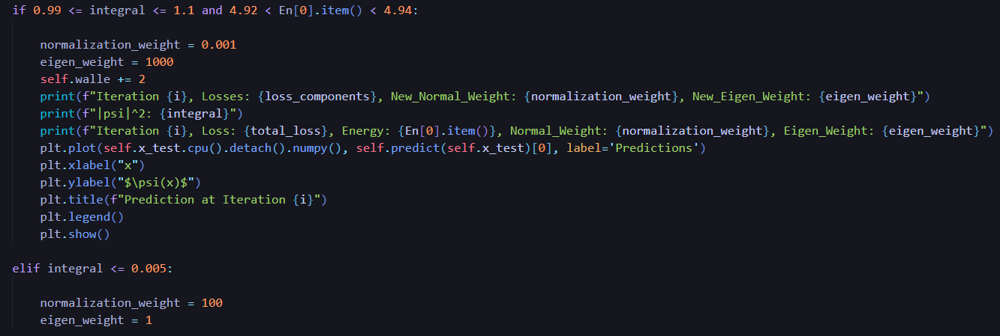 if 0.99 <= integral <= 1.1 and 4.92 < En[0].item() < 4.94:
normalization_weight = 0.001
eigen_weight = 1000
self.walle += 2
print(f"Iteration {i}, Losses: {loss_components}, New_Normal_Weight: {normalization_weight}, New_Eigen_Weight: {eigen_weight}")
print(f"|psi|^2: {integral}")
print(f"Iteration {i}, Loss: {total_loss}, Energy: {En[0].item()}, Normal_Weight: {normalization_weight}, Eigen_Weight: {eigen_weight}")
plt.plot(self.x_test.cpu().detach().numpy(), self.predict(self.x_test)[0], label='Predictions')
plt.xlabel("x")
plt.ylabel("$\psi(x)$")
plt.title(f"Prediction at Iteration {i}")
plt.legend()
plt.show()
elif integral <= 0.005:
normalization_weight = 100
eigen_weight = 1